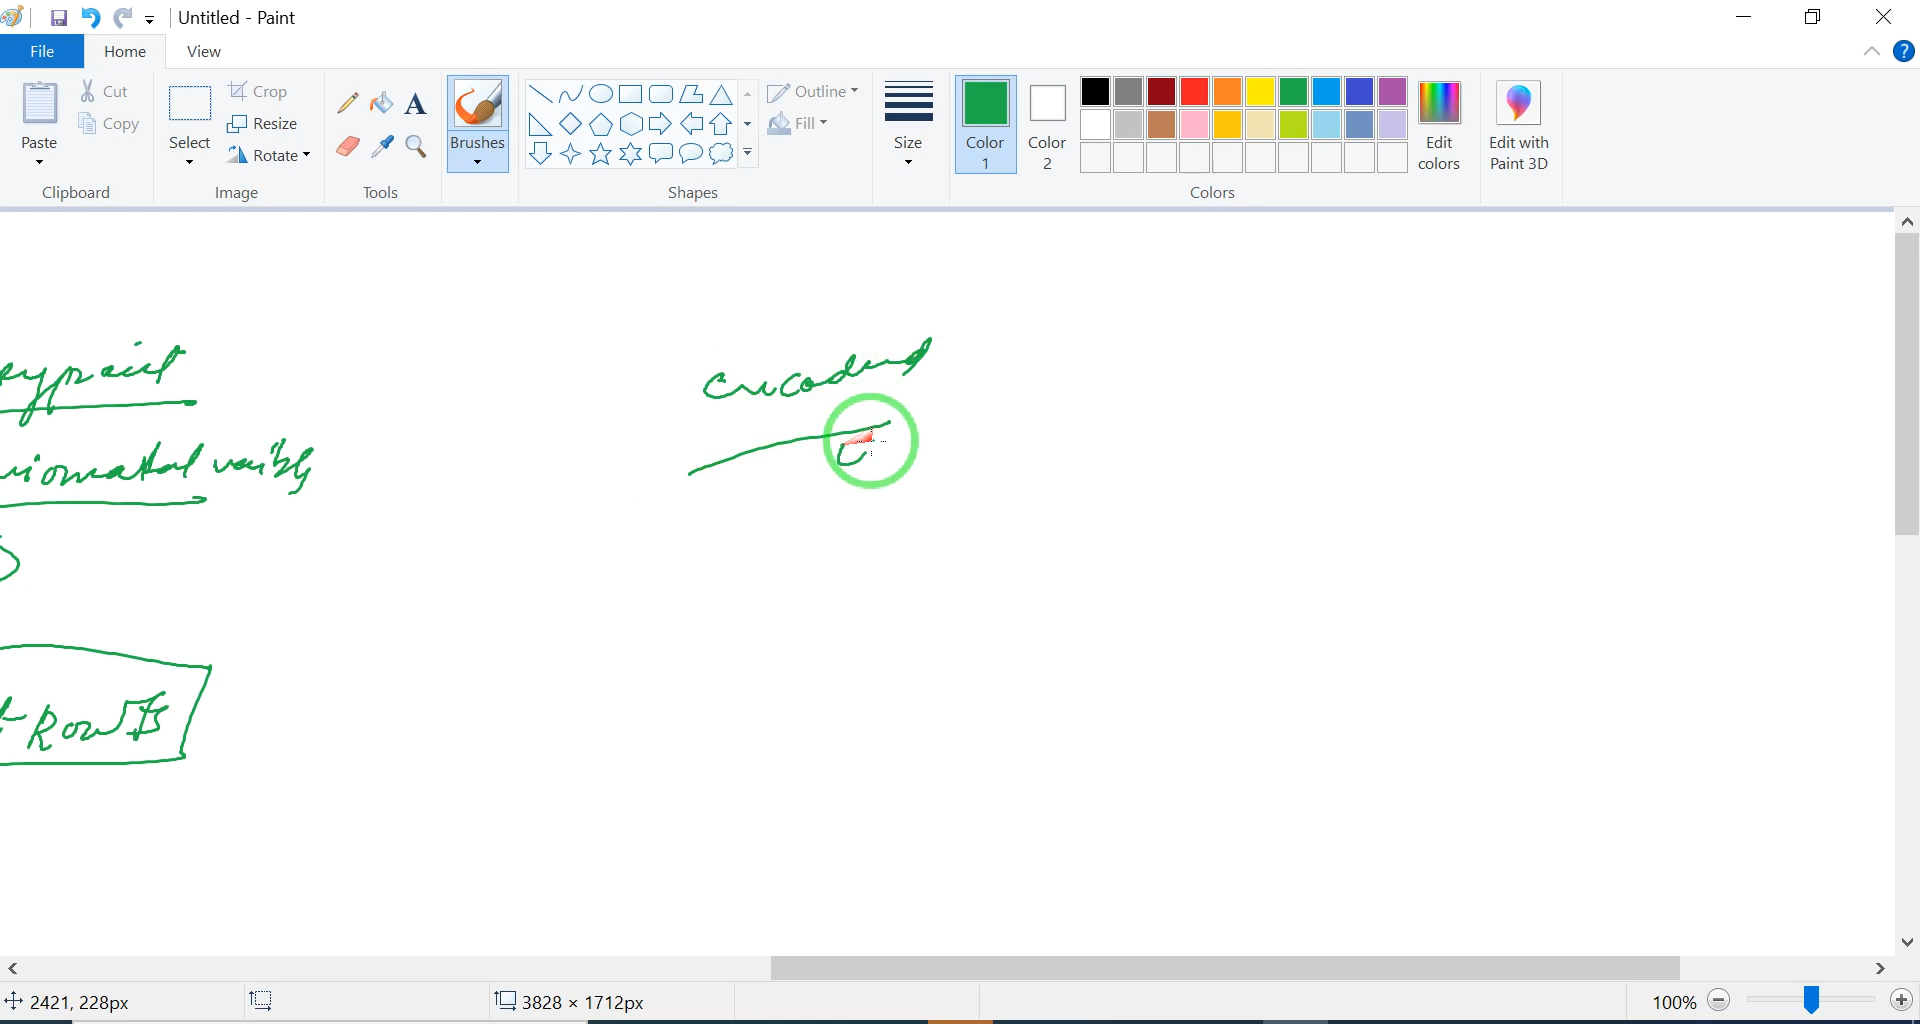 Untitled - Paint
File Home View
Paste
Cut
Copy
Clipboard
Select
Crop
Resize
Rotate
Image
Tools
Brushes
Shapes
Outline
Fill
Size
Color
1
Color
2
Colors
Edit
colors
Edit with
Paint 3D
encoded
2421, 228px
3828 × 1712px
100%